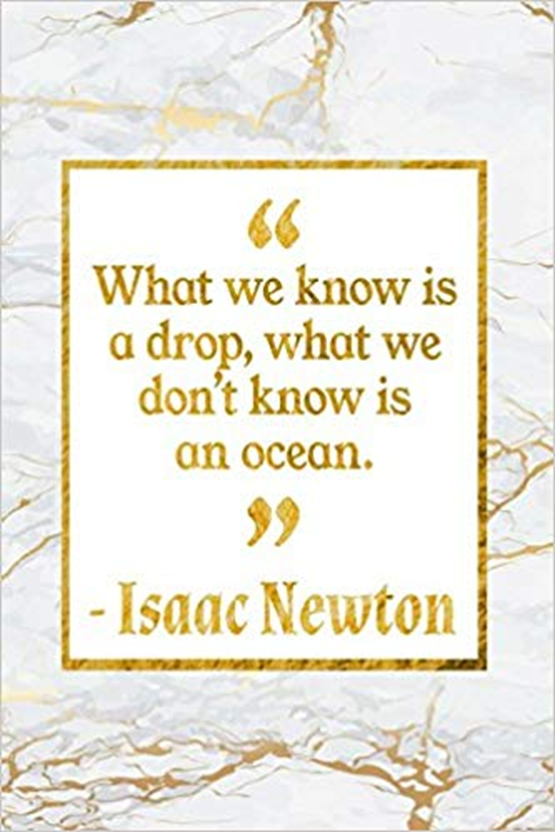 “
What we know is
a drop, what we
don't know is
an ocean.
”
- Isaac Newton